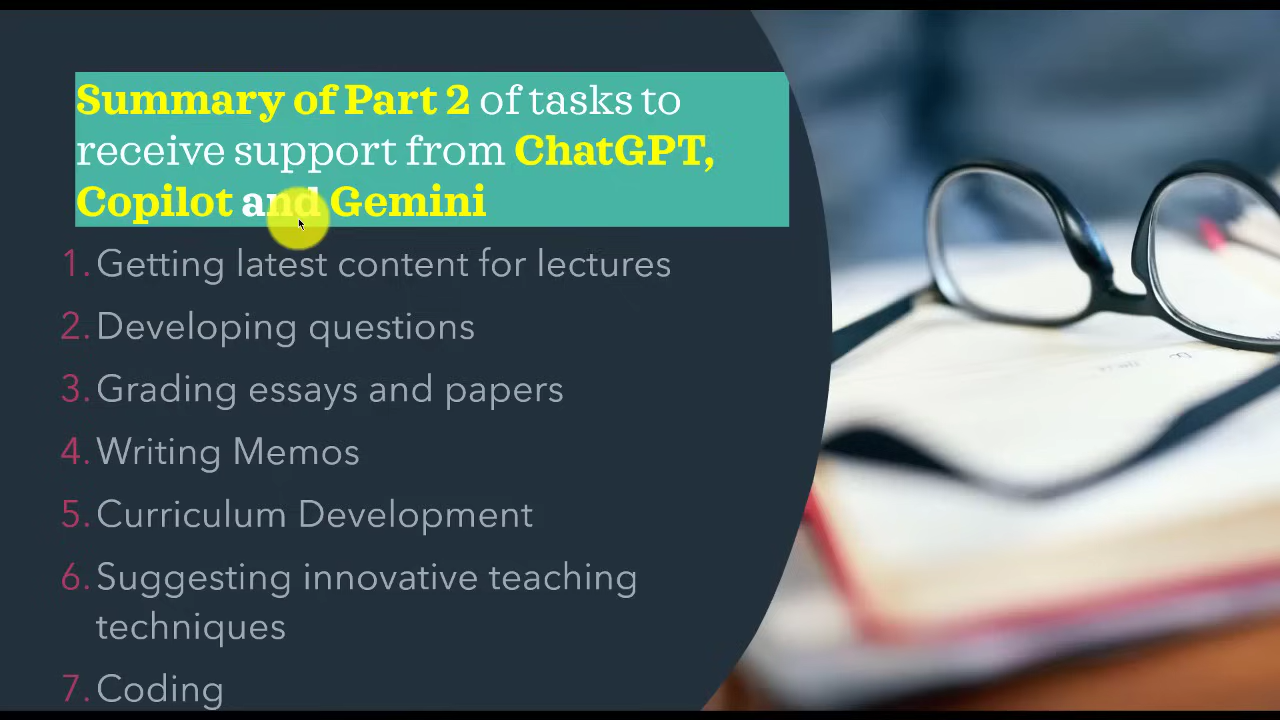 Summary of Part 2 of tasks to
receive support from ChatGPT,
Copilot and Gemini
1. Getting latest content for lectures
2. Developing questions
3. Grading essays and papers
4. Writing Memos
5. Curriculum Development
6. Suggesting innovative teaching
techniques
7. Coding